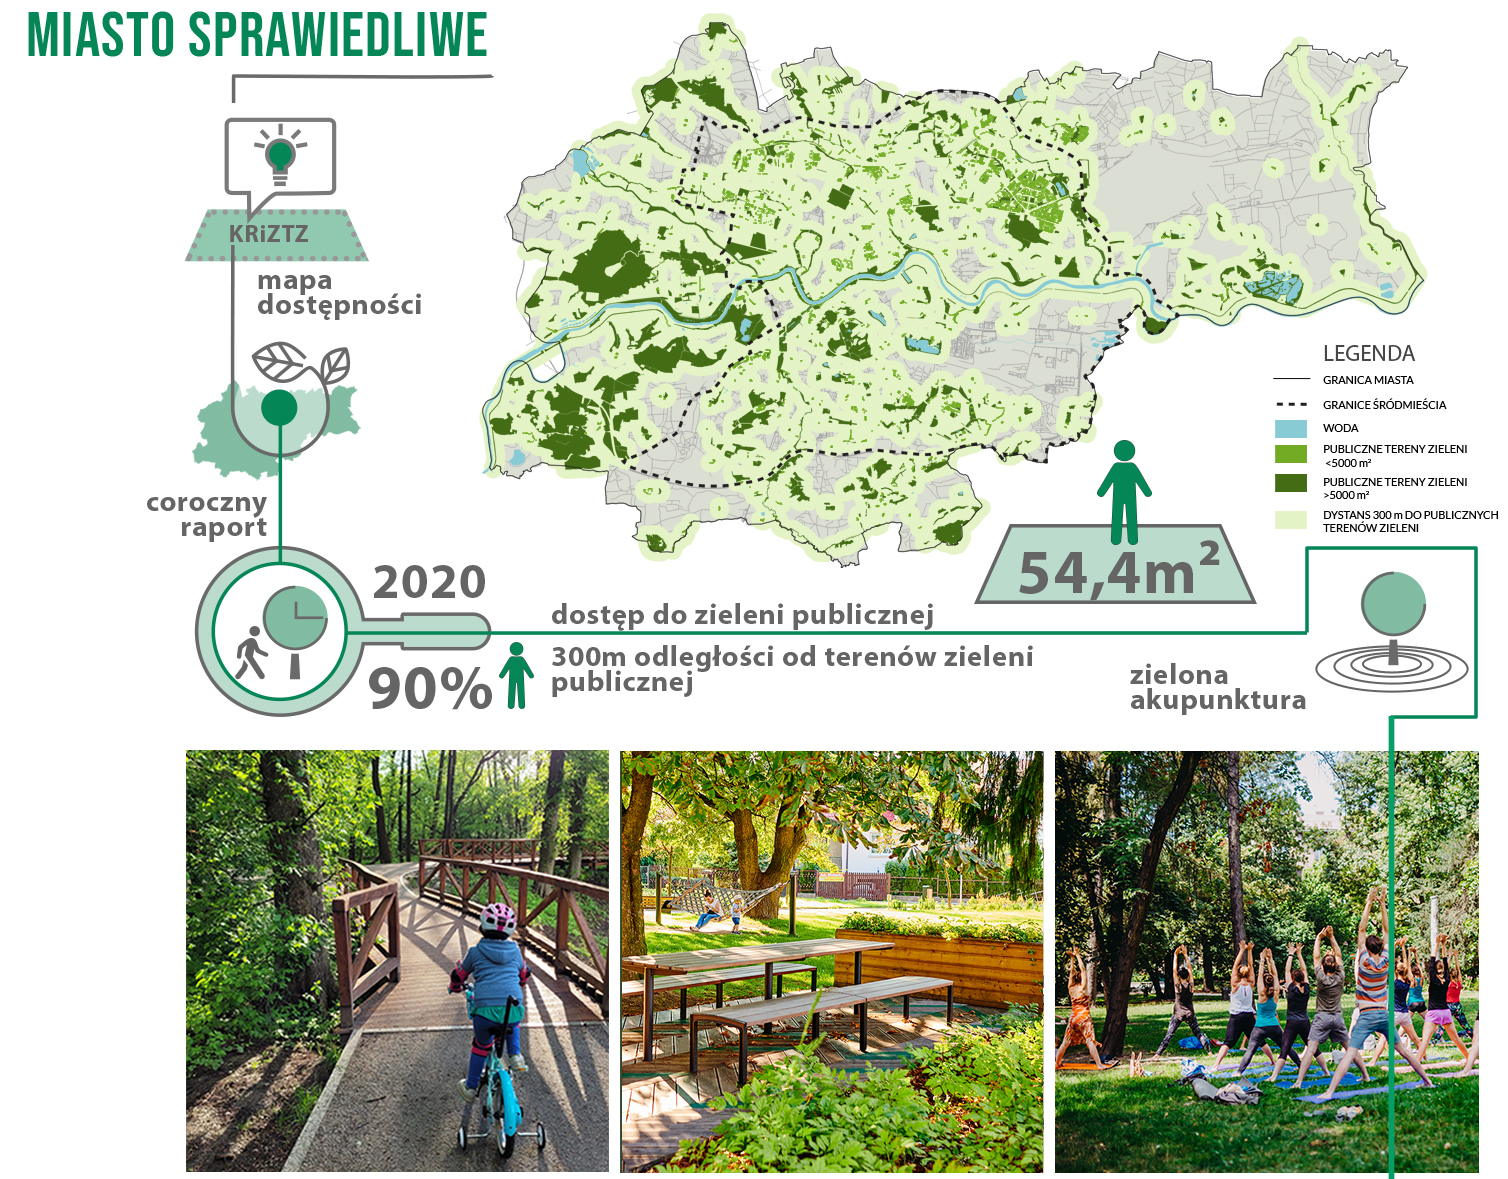 MIASTO SPRAWIEDLIWE
KRiZTZ
mapa
dostępności
coroczny
raport
2020
90%
dostęp do zieleni publicznej
300m odległości od terenów zieleni
publicznej
54,4m²
LEGENDA
GRANICA MIASTA
GRANICE ŚRÓDMIEŚCIA
WODA
PUBLICZNE TERENY ZIELENI
<5000 m²
PUBLICZNE TERENY ZIELENI
>5000 m²
DYSTANS 300 m DO PUBLICZNYCH
TERENÓW ZIELENI
zielona
akupunktura